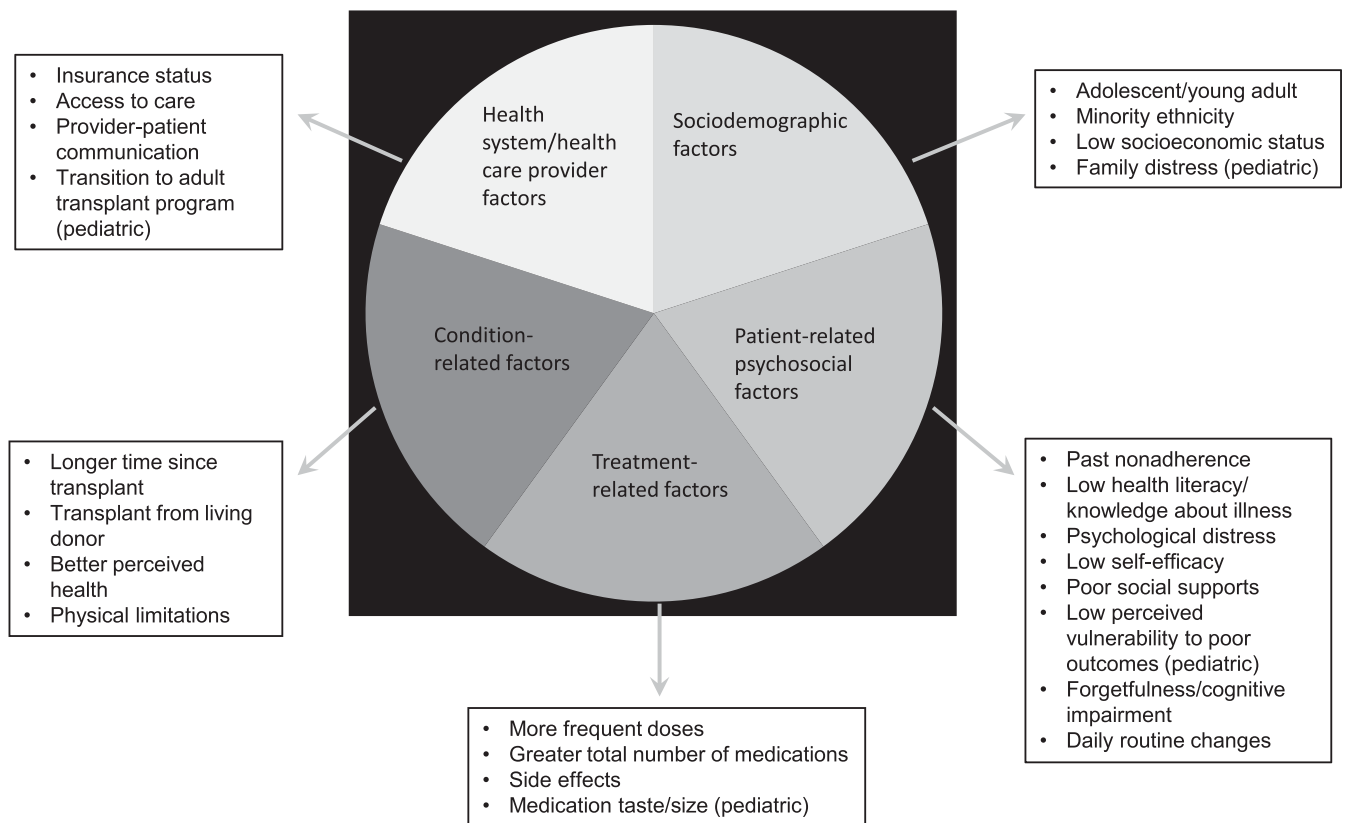 • Insurance status
• Access to care
• Provider-patient
communication
• Transition to adult
transplant program
(pediatric)
Health
system/health
care provider
factors
Sociodemographic
factors
• Adolescent/young adult
• Minority ethnicity
• Low socioeconomic status
• Family distress (pediatric)
Condition-
related factors
Patient-related
psychosocial
factors
Treatment-
related factors
• Longer time since
transplant
• Transplant from living
donor
• Better perceived
health
• Physical limitations
• Past nonadherence
• Low health literacy/
knowledge about illness
• Psychological distress
• Low self-efficacy
• Poor social supports
• Low perceived
vulnerability to poor
outcomes (pediatric)
• Forgetfulness/cognitive
impairment
• Daily routine changes
• More frequent doses
• Greater total number of medications
• Side effects
• Medication taste/size (pediatric)